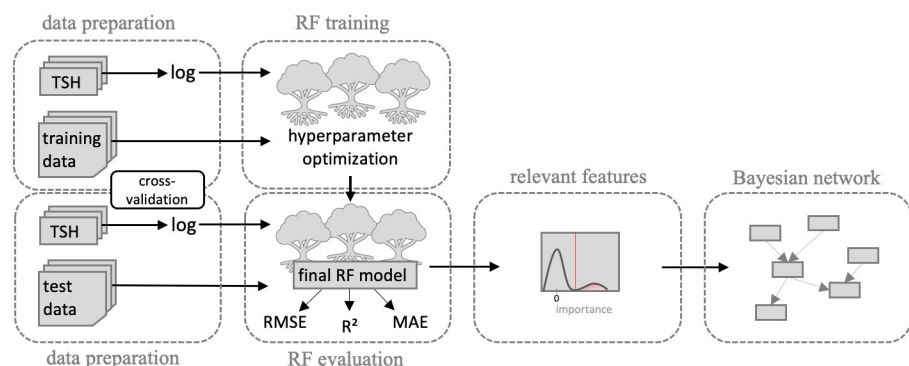 data preparation
RF training
TSH
log
training
data
hyperparameter
optimization
cross-
validation
relevant features
Bayesian network
TSH
log
test
data
final RF model
RMSE
R²
MAE
0
importance
data preparation
RF evaluation